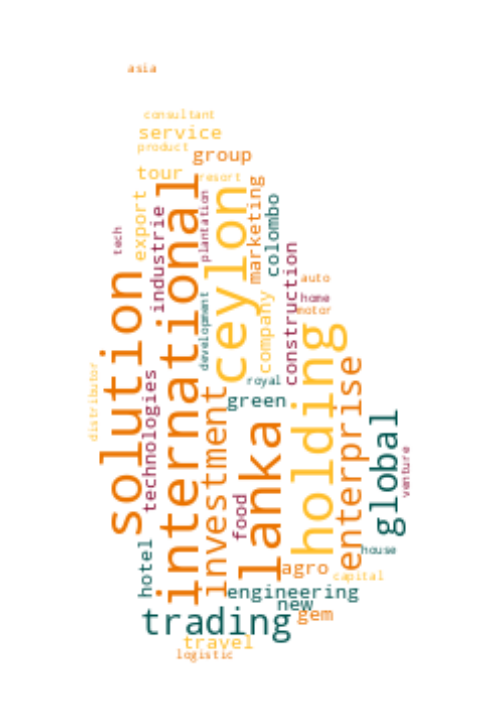 asia
consultant
service
product
group
tour
resort
international
ceylon
marketing
plantation
export
colombo
industrie
tech
construction
solution
auto
development
company
home
motor
holding
enterprise
distributor
technologies
royal
investment
green
global
lanka
venture
food
hotel
house
agro
capital
engineering
new
trading
gem
travel
logistic